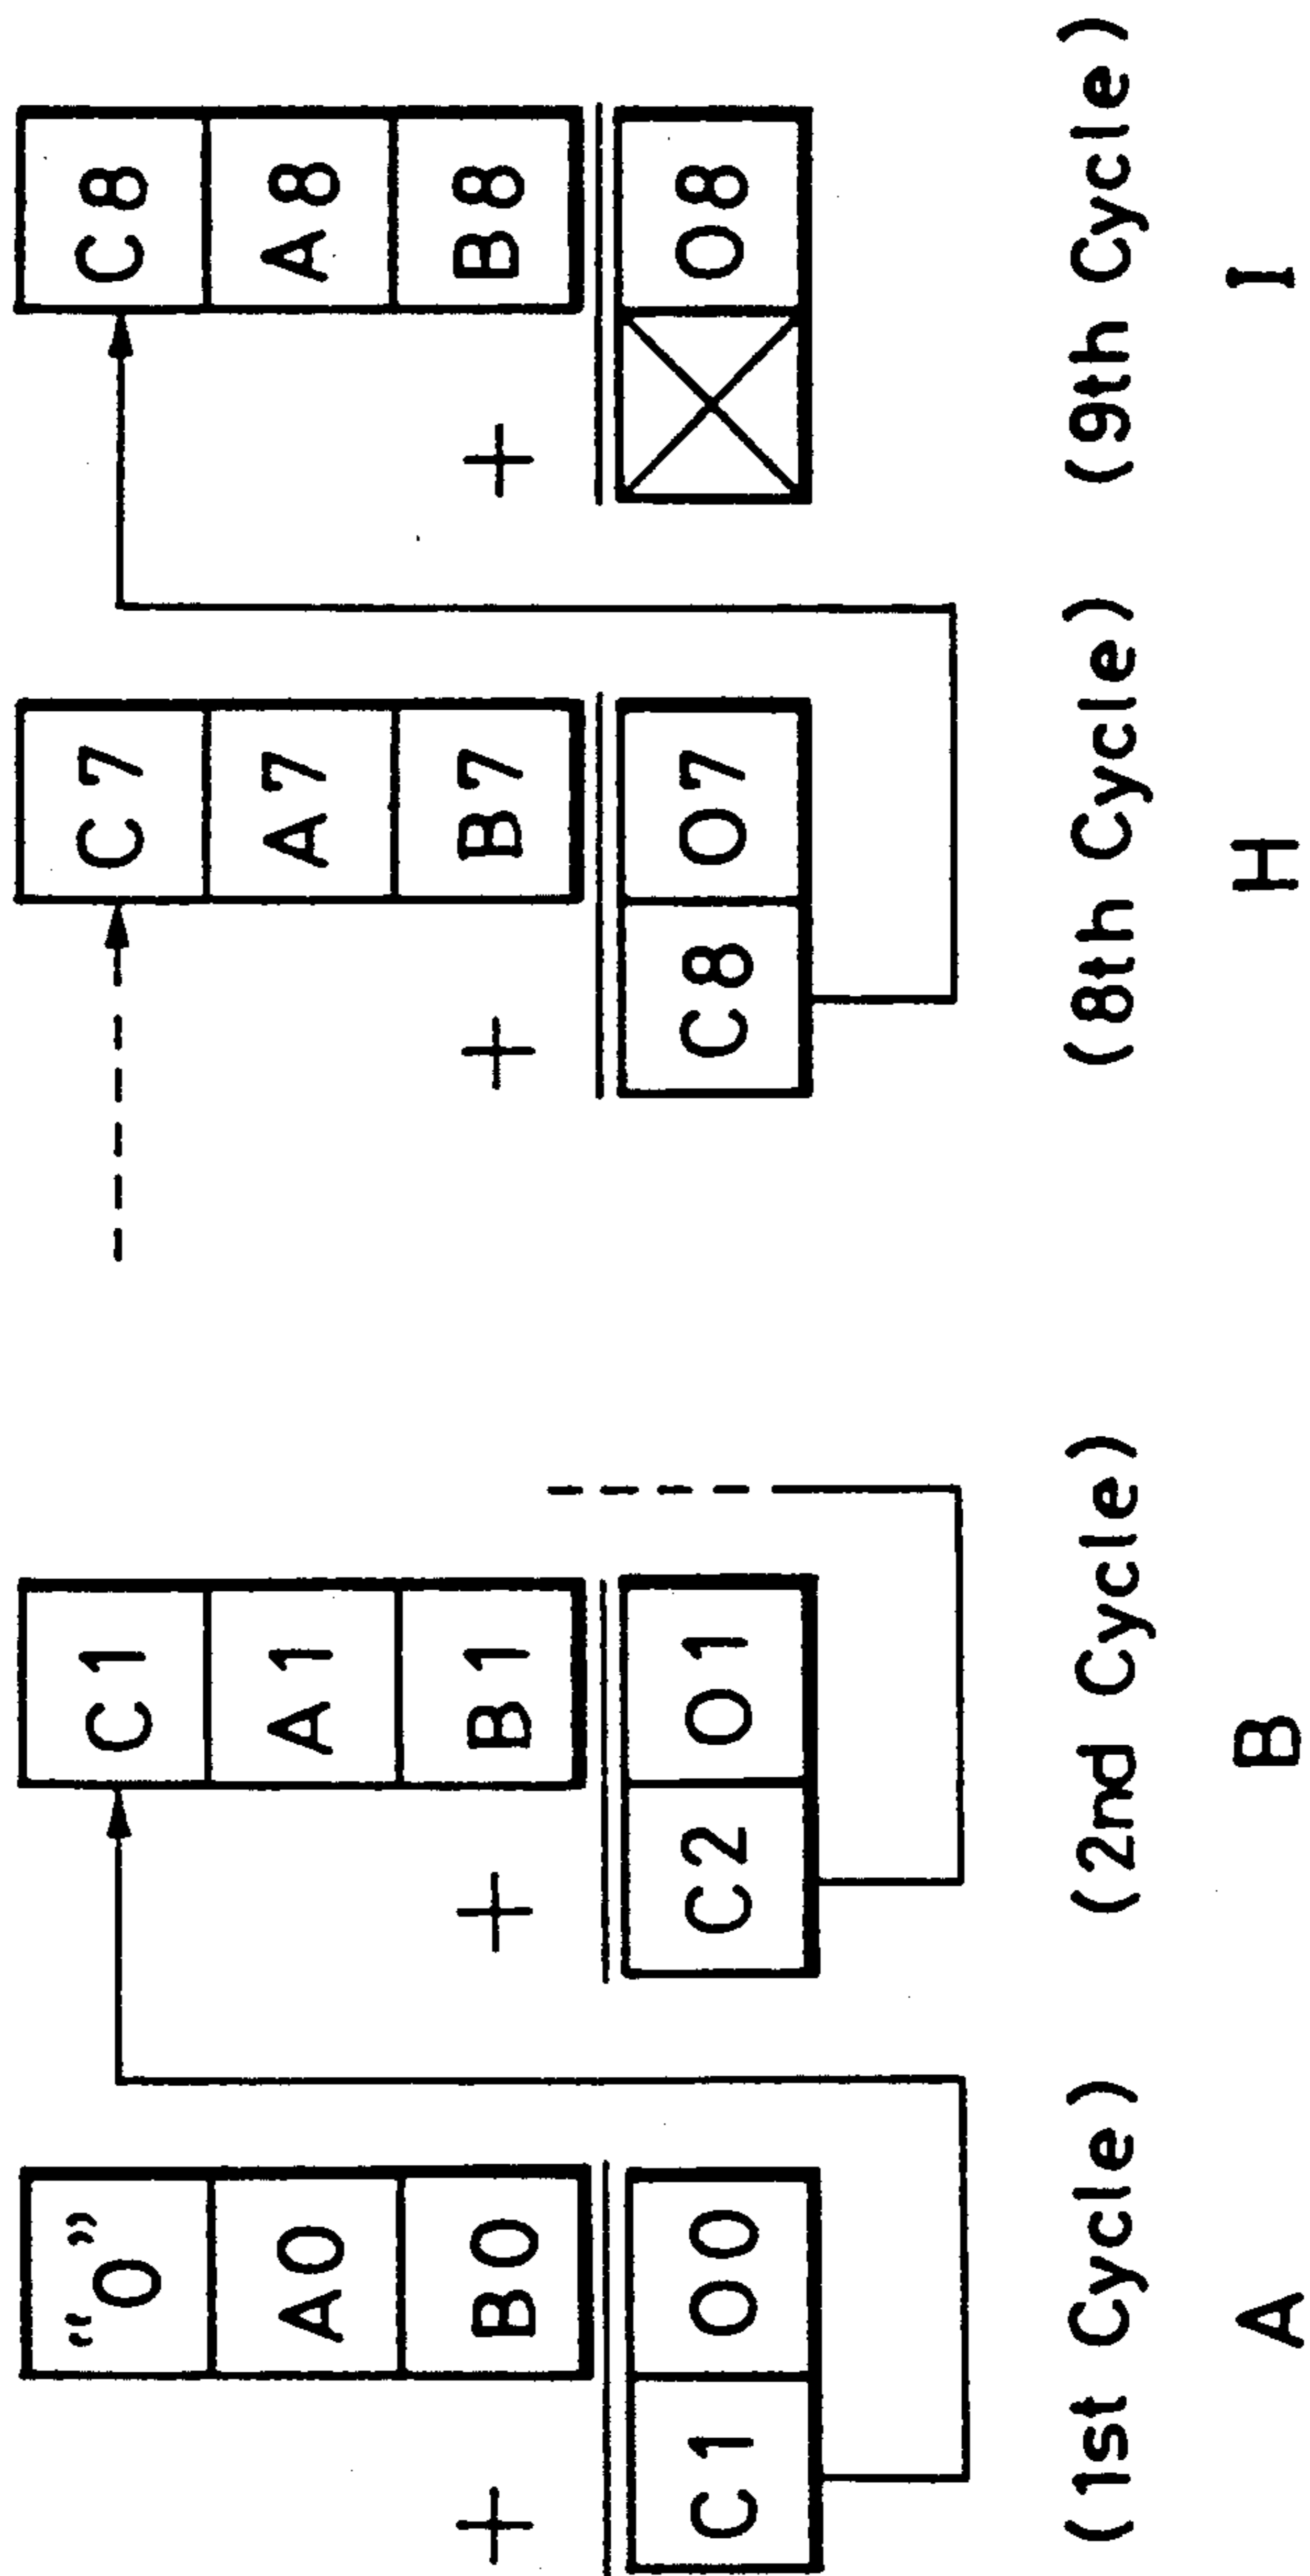 "0" C1 C7 C8
A0 A1 A7 A8
+ B0 + B1 + B7 + B8
C1 O0 C2 O1 C8 O7 O8
(1st Cycle) (2nd Cycle) (8th Cycle) (9th Cycle)
A B H I